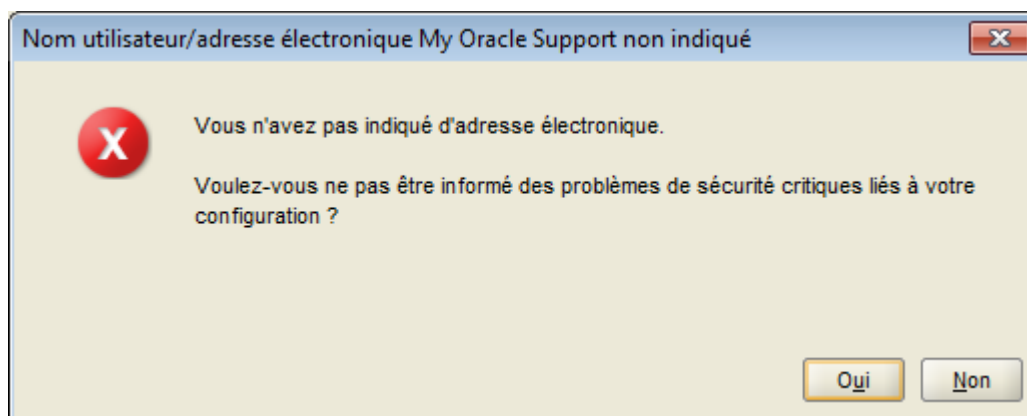 Nom utilisateur/adresse électronique My Oracle Support non indiqué
Vous n'avez pas indiqué d'adresse électronique.
Voulez-vous ne pas être informé des problèmes de sécurité critiques liés à votre
configuration ?
Oui
Non